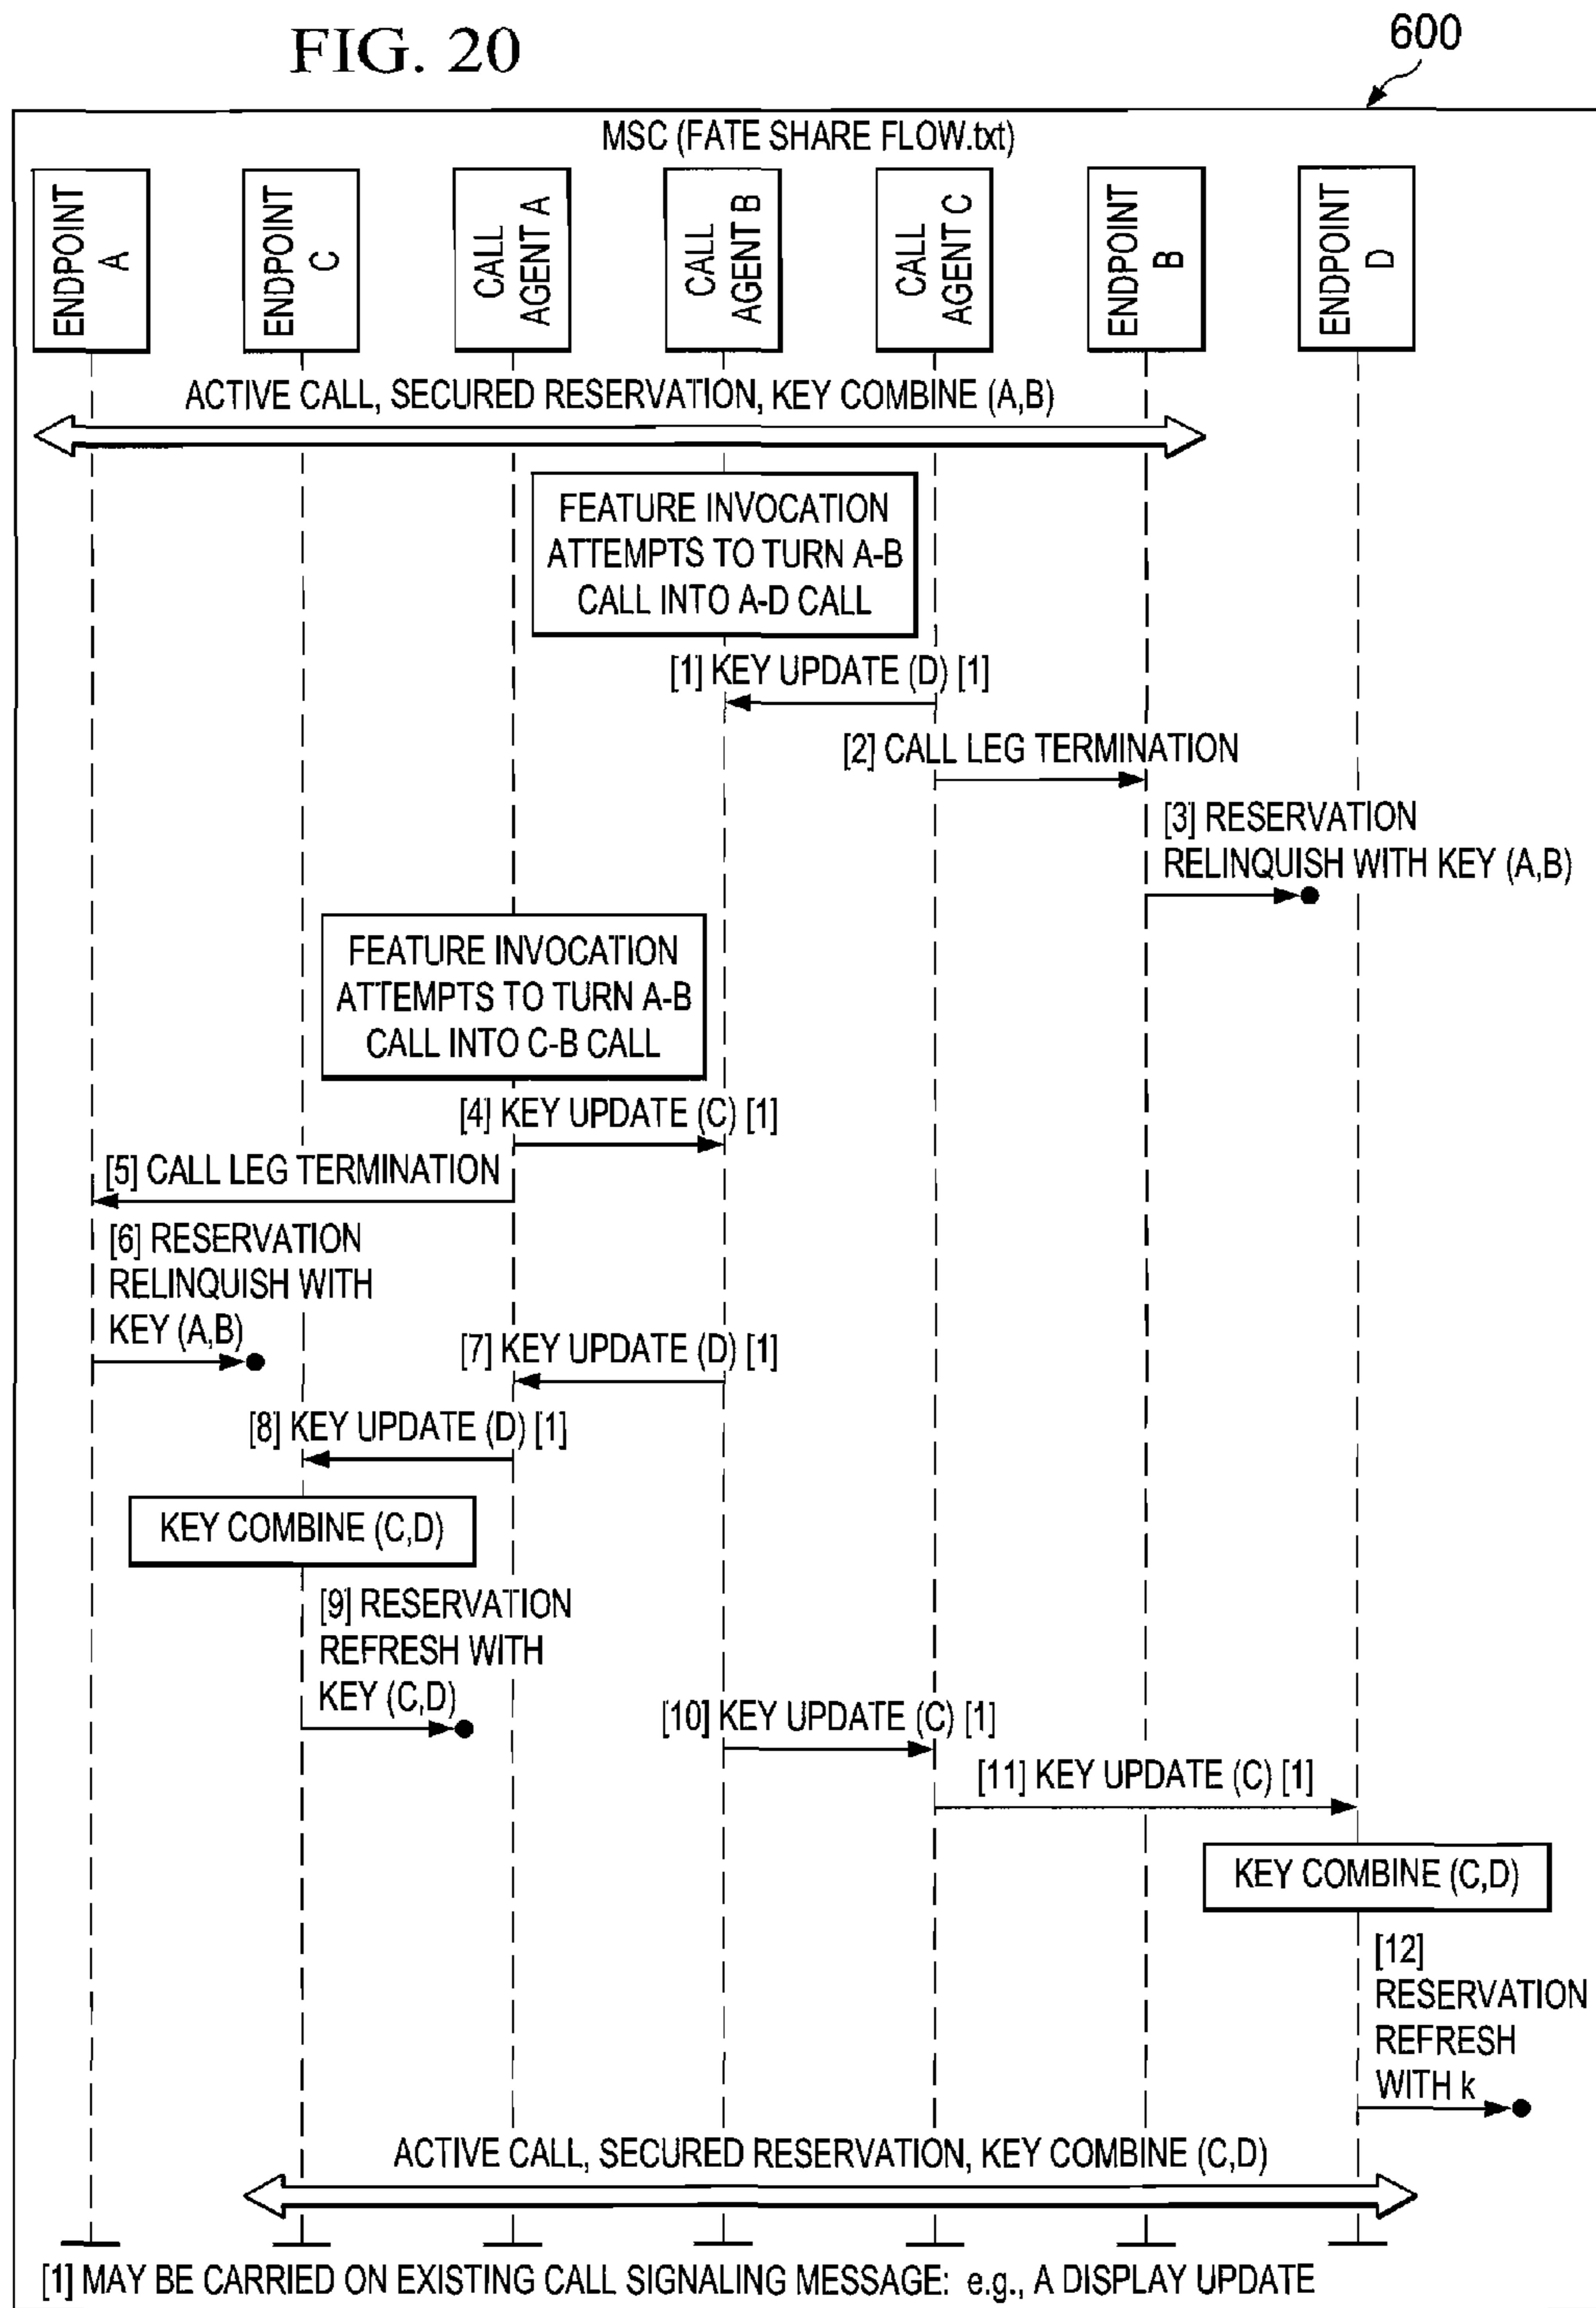 FIG. 20
600
MSC (FATE SHARE FLOW.txt)
ENDPOINT
A
ENDPOINT
C
CALL
AGENT A
CALL
AGENT B
CALL
AGENT C
ENDPOINT
B
ENDPOINT
D
ACTIVE CALL, SECURED RESERVATION, KEY COMBINE (A,B)
FEATURE INVOCATION
ATTEMPTS TO TURN A-B
CALL INTO A-D CALL
[1] KEY UPDATE (D) [1]
[2] CALL LEG TERMINATION
[3] RESERVATION
RELINQUISH WITH KEY (A,B)
FEATURE INVOCATION
ATTEMPTS TO TURN A-B
CALL INTO C-B CALL
[4] KEY UPDATE (C) [1]
[5] CALL LEG TERMINATION
[6] RESERVATION
RELINQUISH WITH
KEY (A,B)
[7] KEY UPDATE (D) [1]
[8] KEY UPDATE (D) [1]
KEY COMBINE (C,D)
[9] RESERVATION
REFRESH WITH
KEY (C,D)
[10] KEY UPDATE (C) [1]
[11] KEY UPDATE (C) [1]
KEY COMBINE (C,D)
[12]
RESERVATION
REFRESH
WITH k
ACTIVE CALL, SECURED RESERVATION, KEY COMBINE (C,D)
[1] MAY BE CARRIED ON EXISTING CALL SIGNALING MESSAGE: e.g., A DISPLAY UPDATE